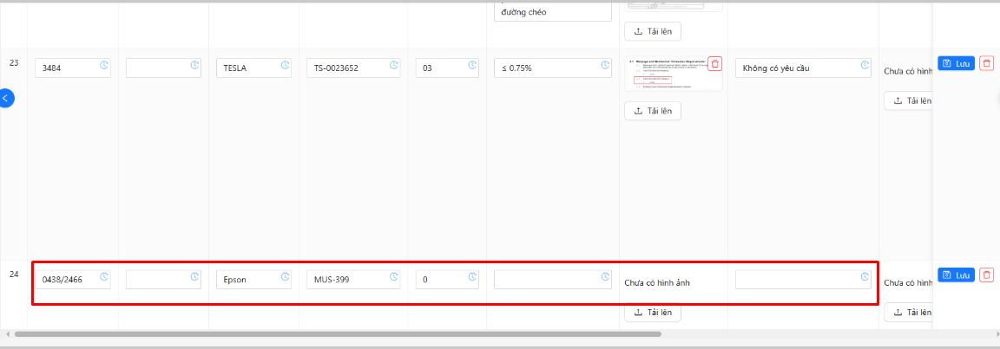 đường chéo
Tải lên
23
3484
TESLA
TS-0023652
03
≤ 0.75%
Không có yêu cầu
Chưa có hình
Lưu
Tải lên
Tải lên
24
0438/2466
Epson
MUS-399
0
Chưa có hình ảnh
Chưa có hình
Lưu
Tải lên
Tải lên